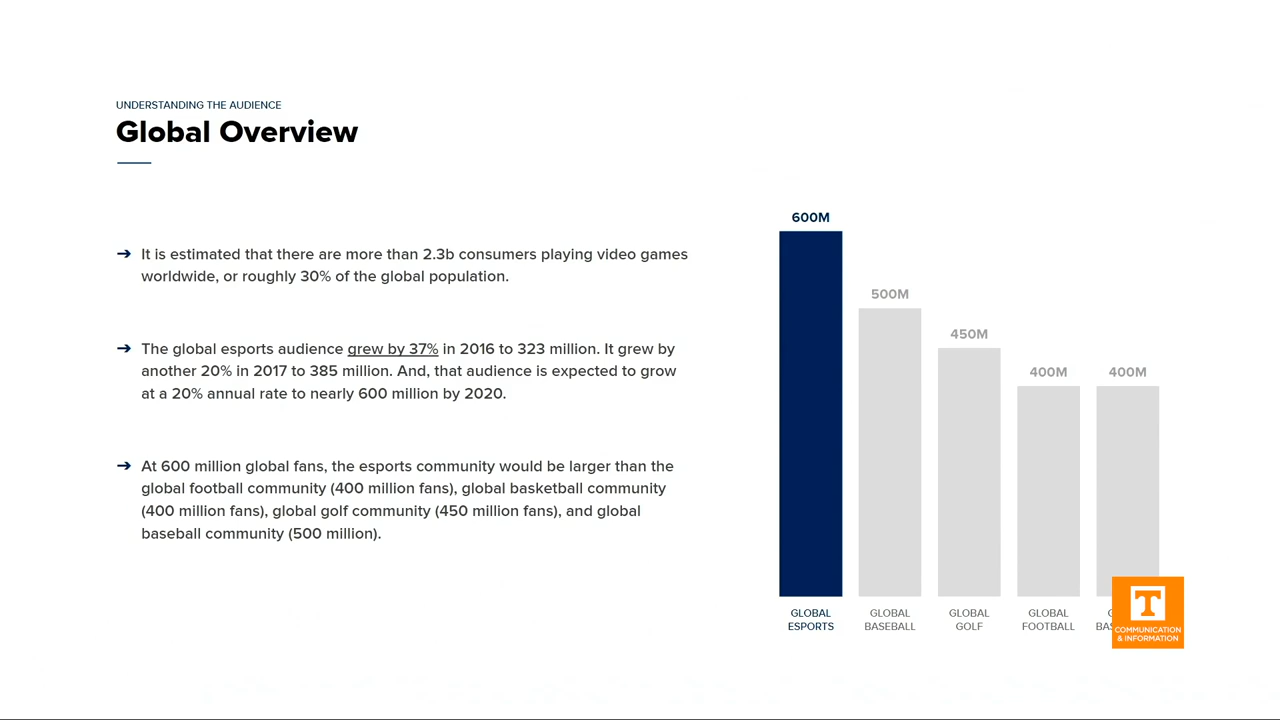 UNDERSTANDING THE AUDIENCE
Global Overview
➔ It is estimated that there are more than 2.3b consumers playing video games
worldwide, or roughly 30% of the global population.
➔ The global esports audience grew by 37% in 2016 to 323 million. It grew by
another 20% in 2017 to 385 million. And, that audience is expected to grow
at a 20% annual rate to nearly 600 million by 2020.
➔ At 600 million global fans, the esports community would be larger than the
global football community (400 million fans), global basketball community
(400 million fans), global golf community (450 million fans), and global
baseball community (500 million).
600M
500M
450M
400M
400M
GLOBAL
ESPORTS
GLOBAL
BASEBALL
GLOBAL
GOLF
GLOBAL
FOOTBALL
T
COMMUNICATION
& INFORMATION